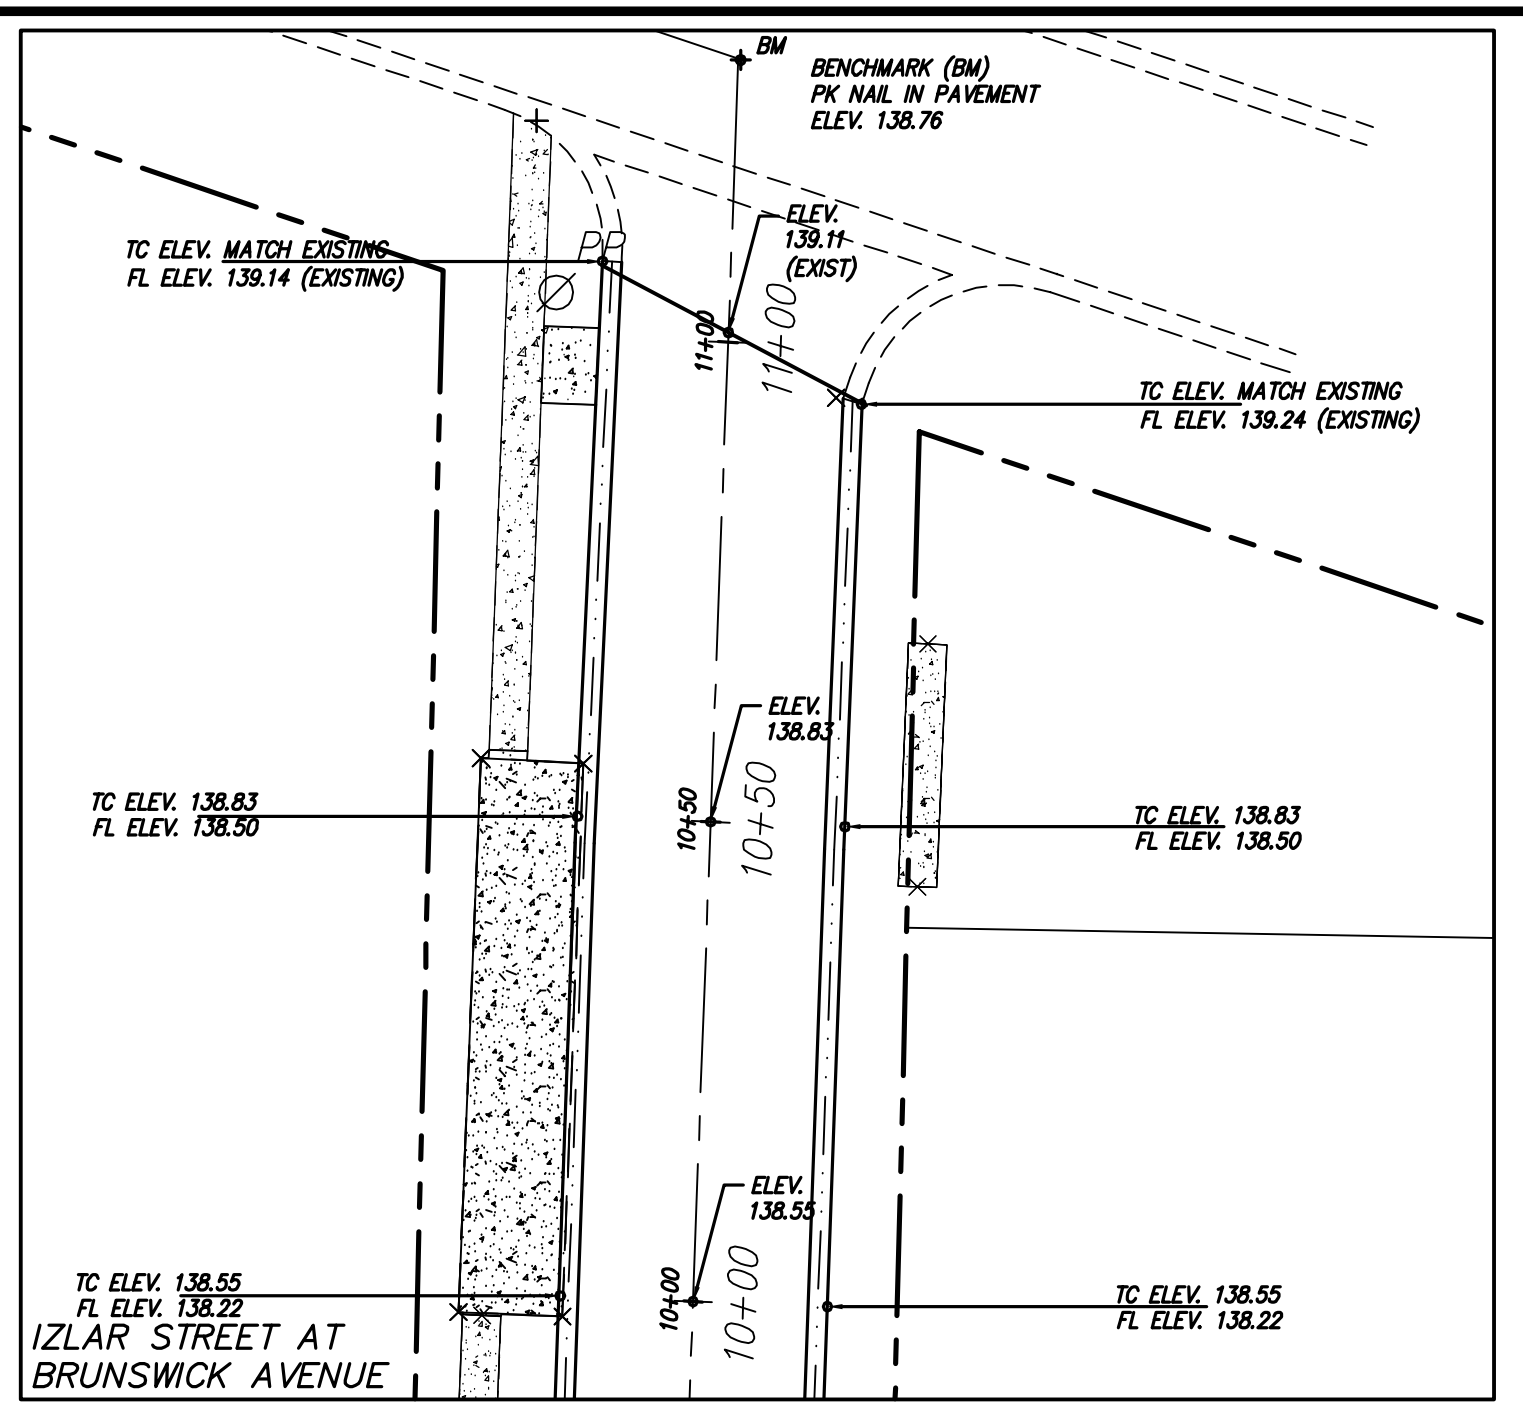 BM
BENCHMARK (BM)
PK NAIL IN PAVEMENT
ELEV. 138.76
ELEV.
139.11
(EXIST)
PP
TC ELEV. MATCH EXISTING
FL ELEV. 139.14 (EXISTING)
11+00
11+00
TC ELEV. MATCH EXISTING
FL ELEV. 139.24 (EXISTING)
ELEV.
138.83
10+50
10+50
TC ELEV. 138.83
FL ELEV. 138.50
TC ELEV. 138.83
FL ELEV. 138.50
ELEV.
138.55
10+00
10+00
TC ELEV. 138.55
FL ELEV. 138.22
TC ELEV. 138.55
FL ELEV. 138.22
IZLAR STREET AT
BRUNSWICK AVENUE